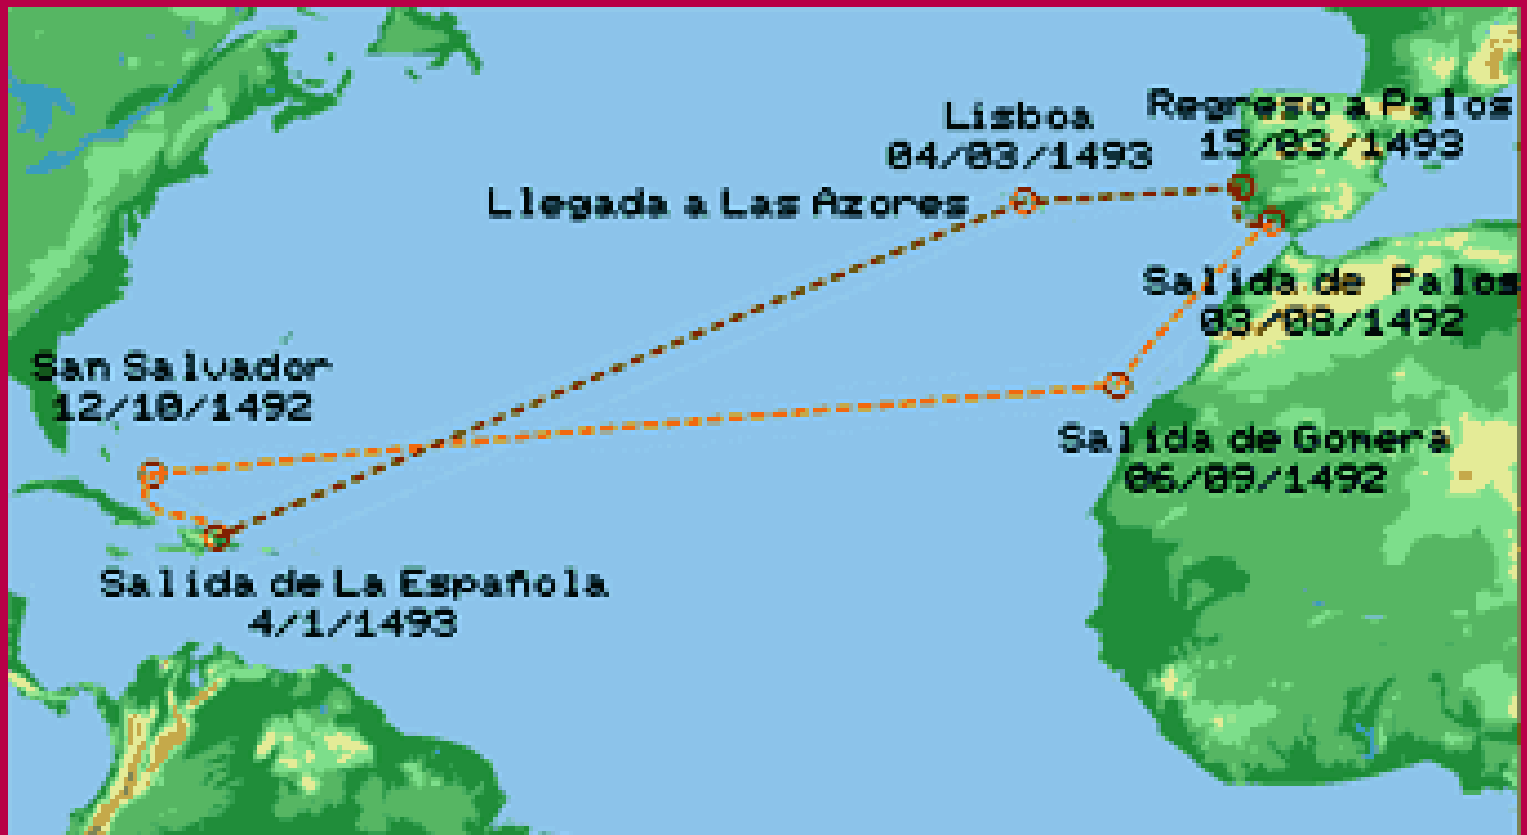 Lisboa
04/03/1493
Regreso a Palos
15/03/1493
Llegada a Las Azores
Salida de Palos
03/08/1492
San Salvador
12/10/1492
Salida de Gomera
06/09/1492
Salida de La Española
4/1/1493